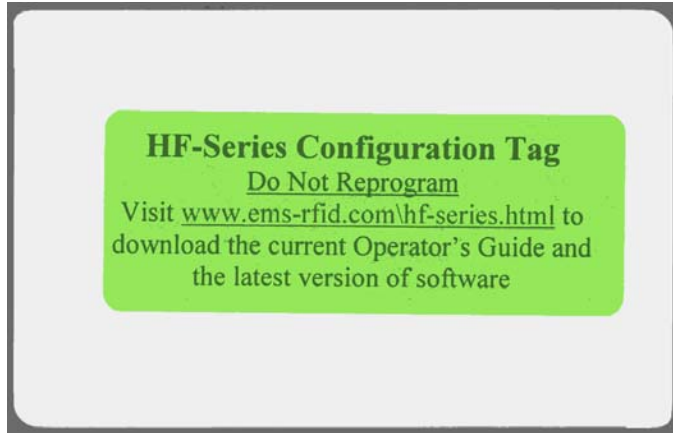 HF-Series Configuration Tag
Do Not Reprogram
Visit www.ems-rfid.com\hf-series.html to
download the current Operator's Guide and
the latest version of software